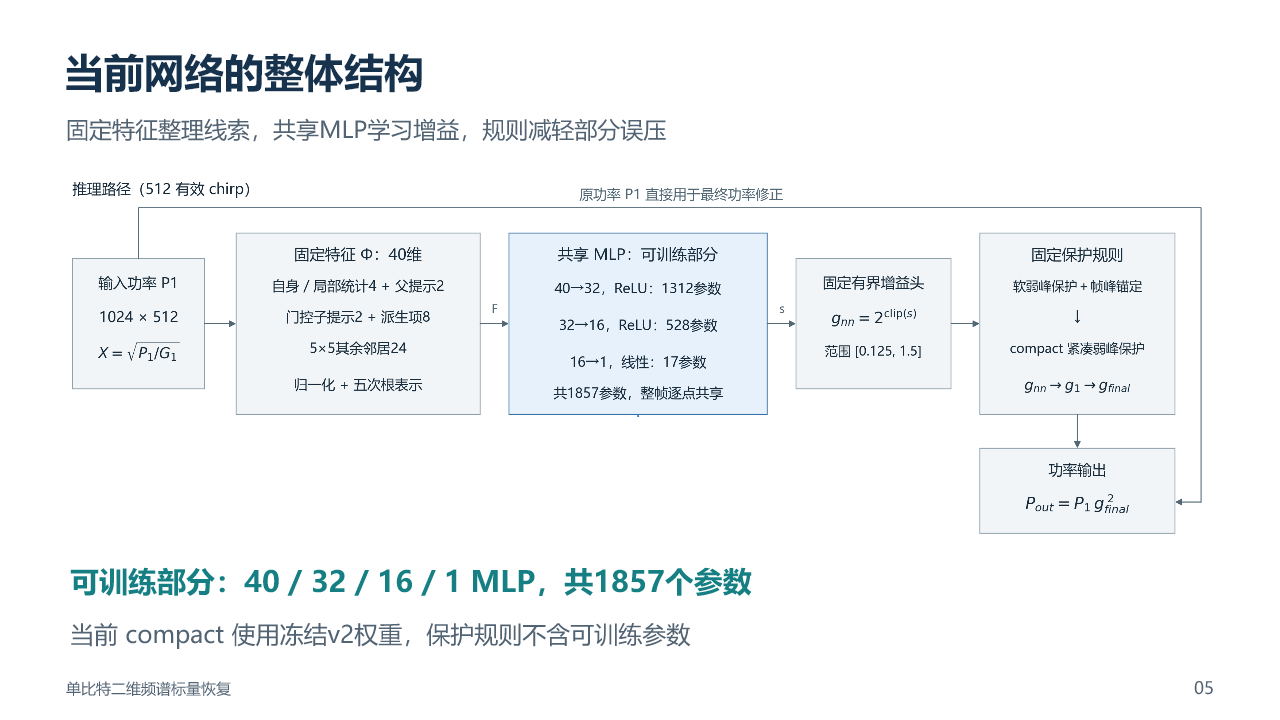 当前网络的整体结构
固定特征整理线索，共享MLP学习增益，规则减轻部分误压
推理路径（512 有效 chirp）
原功率 P1 直接用于最终功率修正
输入功率 P1
1024 × 512
X = √(P₁/G₁)
固定特征 Φ：40维
自身 / 局部统计4 + 父提示2
门控子提示2 + 派生项8
5×5其余邻居24
归一化 + 五次根表示
F
共享 MLP：可训练部分
40→32，ReLU：1312参数
32→16，ReLU：528参数
16→1，线性：17参数
共1857参数，整帧逐点共享
s
固定有界增益头
g_nn = 2^clip(s)
范围 [0.125, 1.5]
固定保护规则
软弱峰保护 + 帧峰锚定
↓
compact 紧凑弱峰保护
g_nn → g₁ → g_final
功率输出
P_out = P₁ g_final²
可训练部分：40 / 32 / 16 / 1 MLP，共1857个参数
当前 compact 使用冻结v2权重，保护规则不含可训练参数
单比特二维频谱标量恢复
05